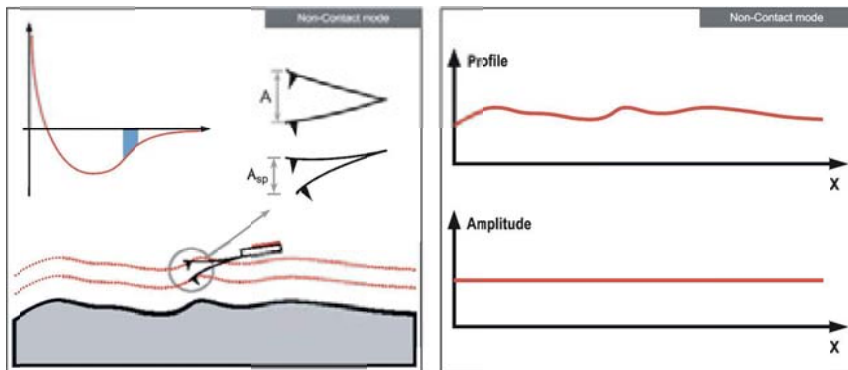 Non-Contact mode
A
Asp
Non-Contact mode
Profile
X
Amplitude
X